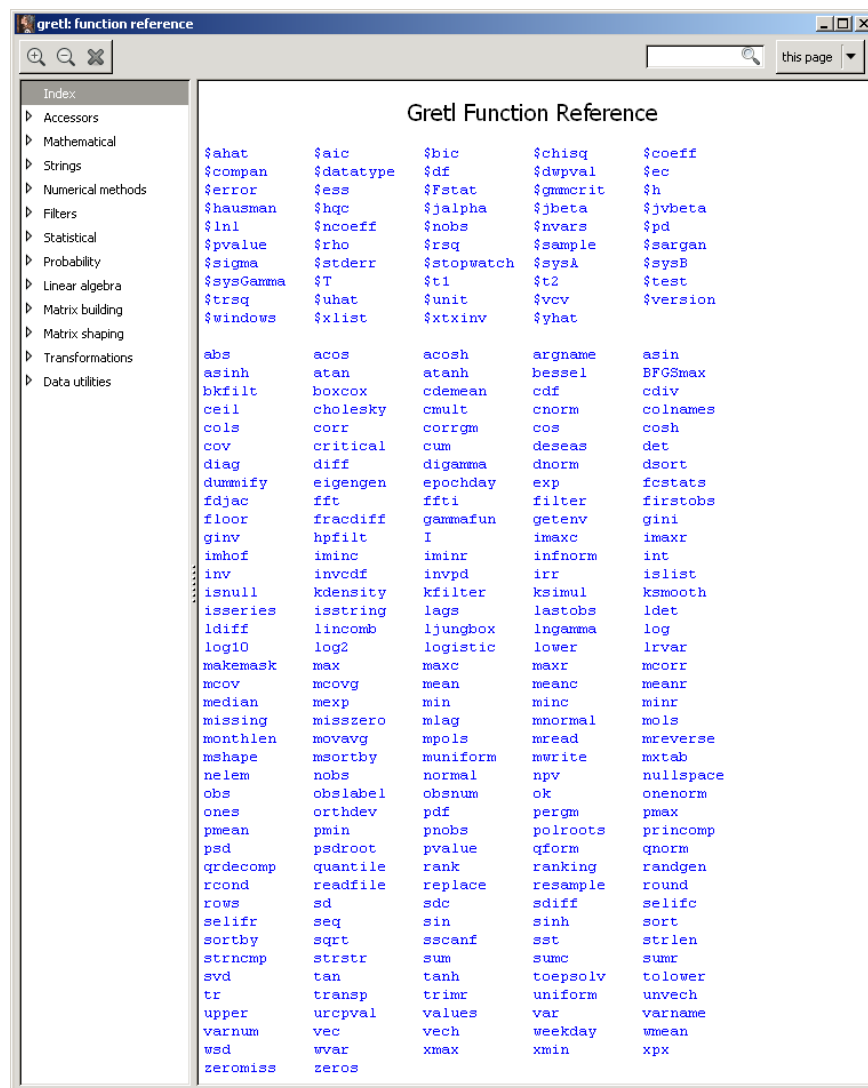 gretl: function reference
this page
Index
Accessors
Mathematical
Strings
Numerical methods
Filters
Statistical
Probability
Linear algebra
Matrix building
Matrix shaping
Transformations
Data utilities
Gretl Function Reference
$ahat $aic $bic $chisq $coeff
$compan $datatype $df $dwpval $ec
$error $ess $Fstat $gmmcrit $h
$hausman $hqc $jalpha $jbeta $jvbeta
$lnl $ncoeff $nobs $nvars $pd
$pvalue $rho $rsq $sample $sargan
$sigma $stderr $stopwatch $sysA $sysB
$sysGamma $T $t1 $t2 $test
$trsq $uhat $unit $vcv $version
$windows $xlist $xtxinv $yhat
abs acos acosh argname asin
asinh atan atanh bessel BFGSmax
bkfilt boxcox cdemean cdf cdiv
ceil cholesky cmult cnorm colnames
cols corr corrgm cos cosh
cov critical cum deseas det
diag diff digamma dnorm dsort
dummify eigengen epochday exp fcstats
fdjac fft ffti filter firstobs
floor fracdiff gammafun getenv gini
ginv hpfilt I imaxc imaxr
imhof iminc iminr infnorm int
inv invcdf invpd irr islist
isnull kdensity kfilter ksimul ksmooth
isseries isstring lags lastobs ldet
ldiff lincomb ljungbox lngamma log
log10 log2 logistic lower lrvar
makemask max maxc maxr mcorr
mcov mcovg mean meanc meanr
median mexp min minc minr
missing misszero mlag mnormal mols
monthlen movavg mpols mread mreverse
mshape msortby muniform mwrite mxtab
nelem nobs normal npv nullspace
obs obslabel obsnum ok onenorm
ones orthdev pdf pergm pmax
pmean pmin pnobs polroots princomp
psd psdroot pvalue qform qnorm
qrdecomp quantile rank ranking randgen
rcond readfile replace resample round
rows sd sdc sdiff selifc
selifr seq sin sinh sort
sortby sqrt sscanf sst strlen
strncmp strstr sum sumc sumr
svd tan tanh toepsolv tolower
tr transp trimr uniform unvech
upper urcpval values var varname
varnum vec vech weekday wmean
wsd wvar xmax xmin xpx
zeromiss zeros